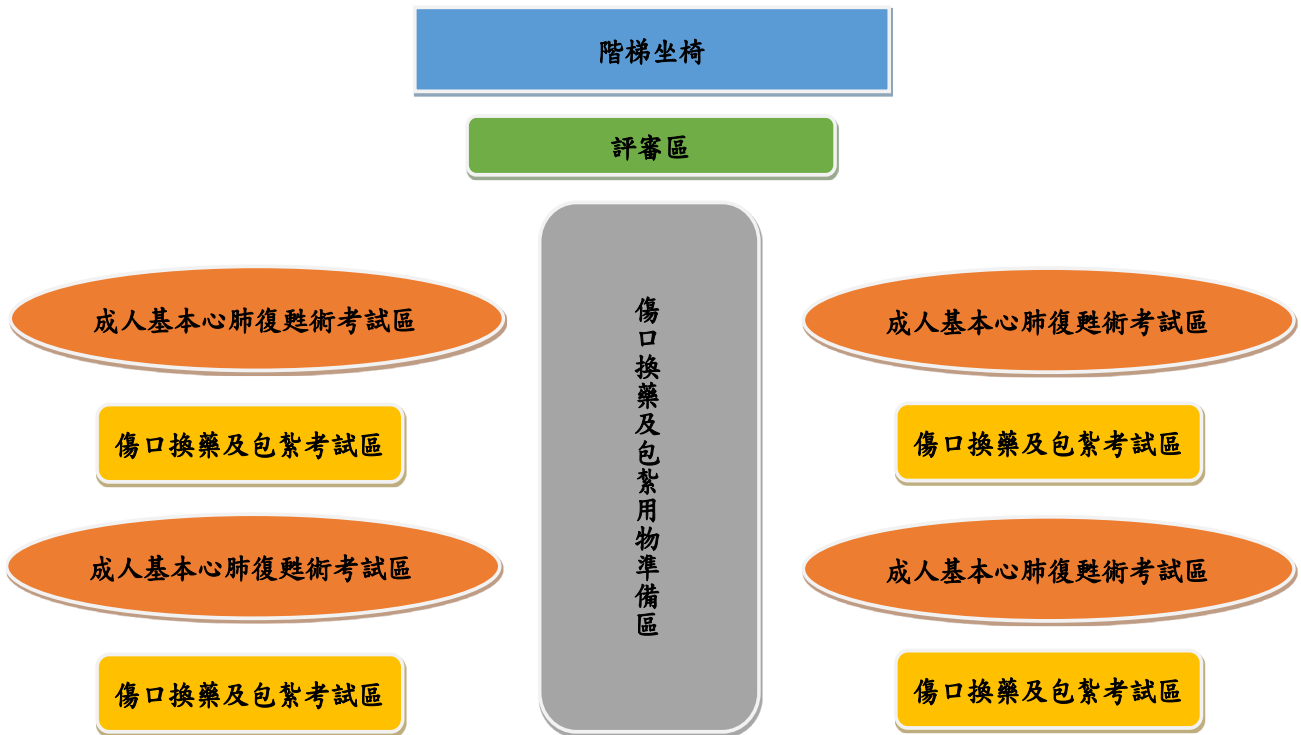 階梯坐椅
評審區
成人基本心肺復甦術考試區
傷口換藥及包紮考試區
成人基本心肺復甦術考試區
傷口換藥及包紮考試區
傷口換藥及包紮用物準備區
成人基本心肺復甦術考試區
傷口換藥及包紮考試區
成人基本心肺復甦術考試區
傷口換藥及包紮考試區